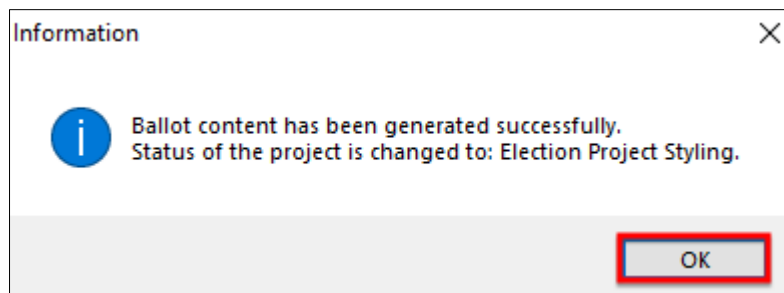 Information
Ballot content has been generated successfully.
Status of the project is changed to: Election Project Styling.
OK